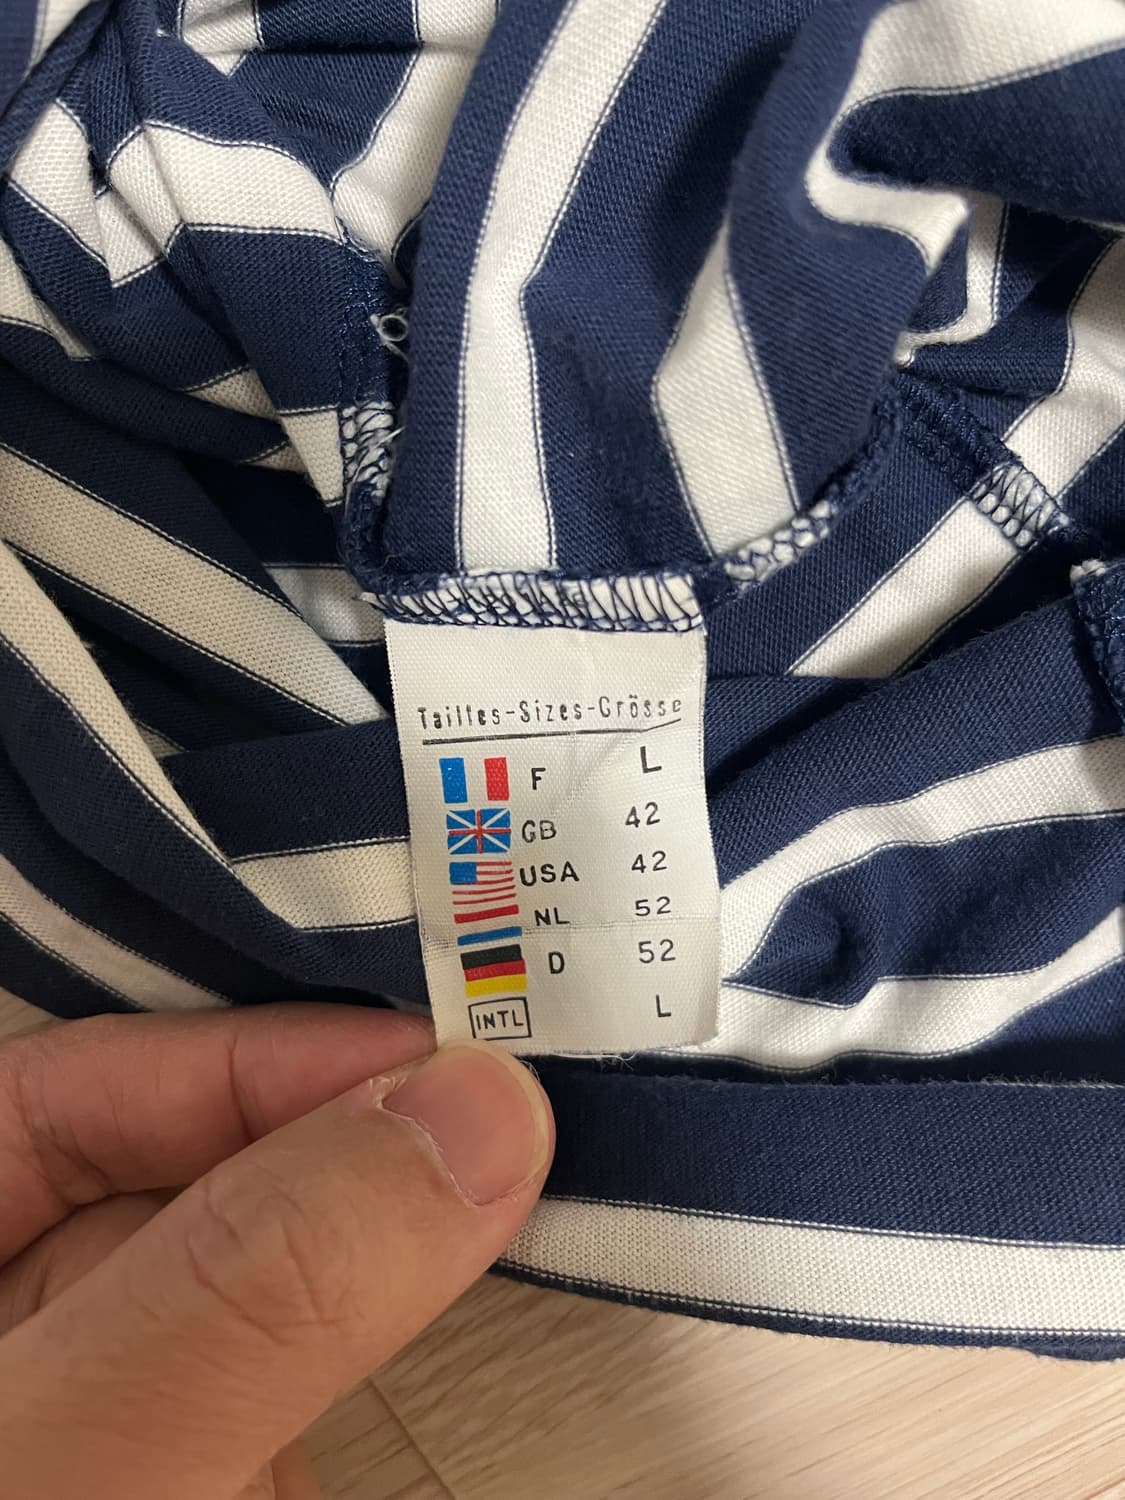 Tailles-Sizes-Grösse
F L
GB 42
USA 42
NL 52
D 52
INTL L